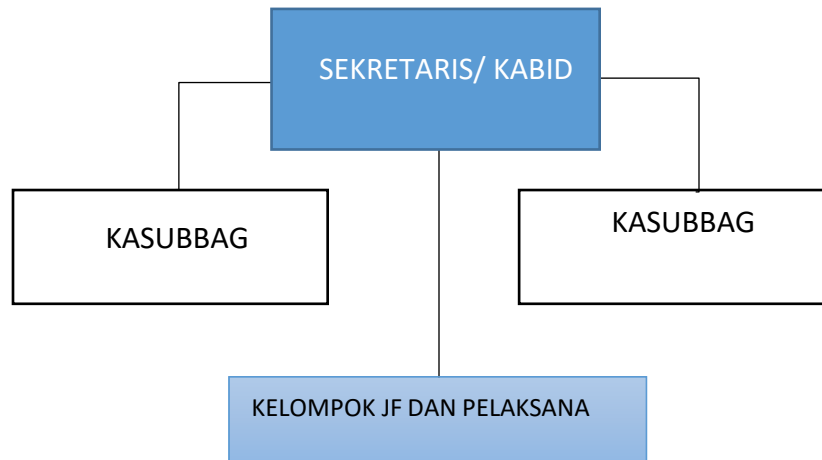 SEKRETARIS/ KABID
KASUBBAG
KASUBBAG
KELOMPOK JF DAN PELAKSANA